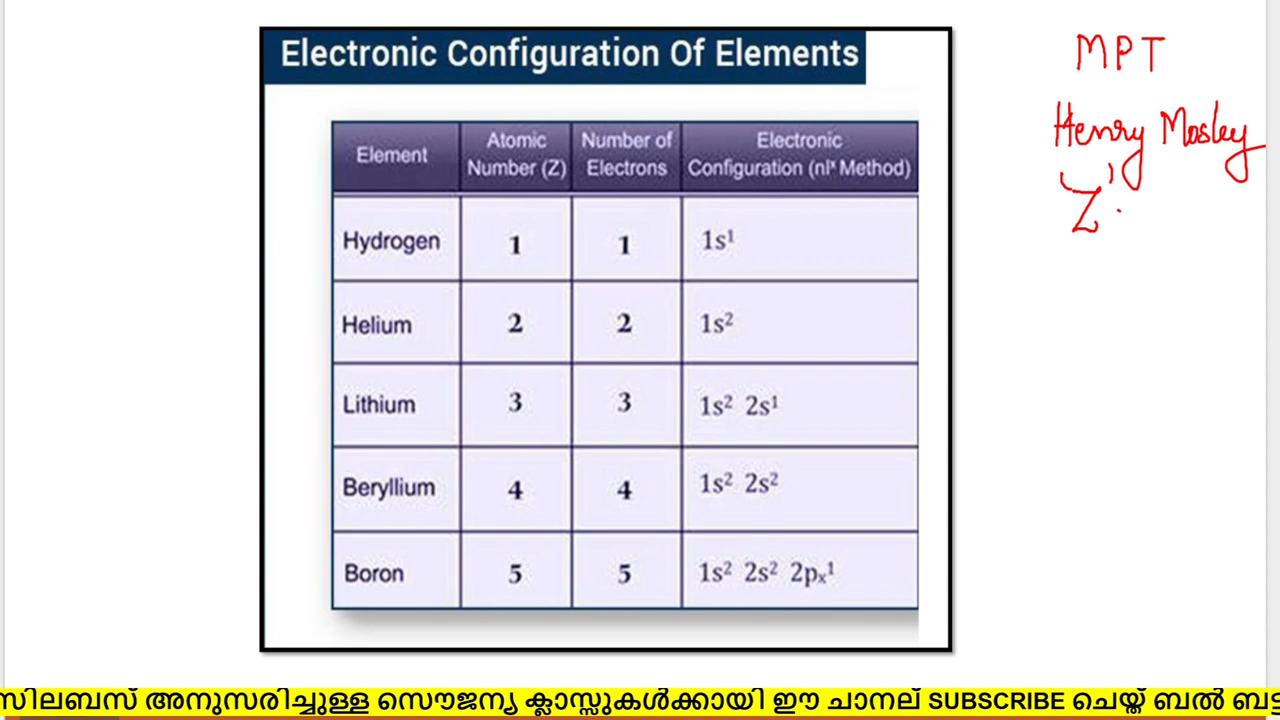 Electronic Configuration Of Elements
MPT
Henry Mosley
'Z'
Element Atomic Number (Z) Number of Electrons Electronic Configuration (nlˣ Method)
Hydrogen 1 1 1s¹
Helium 2 2 1s²
Lithium 3 3 1s² 2s¹
Beryllium 4 4 1s² 2s²
Boron 5 5 1s² 2s² 2pₓ¹
സിലബസ് അനുസരിച്ചുള്ള സൌജന്യ ക്ലാസ്സുകൾക്കായി ഈ ചാനല് SUBSCRIBE ചെയ്ത് ബൽ